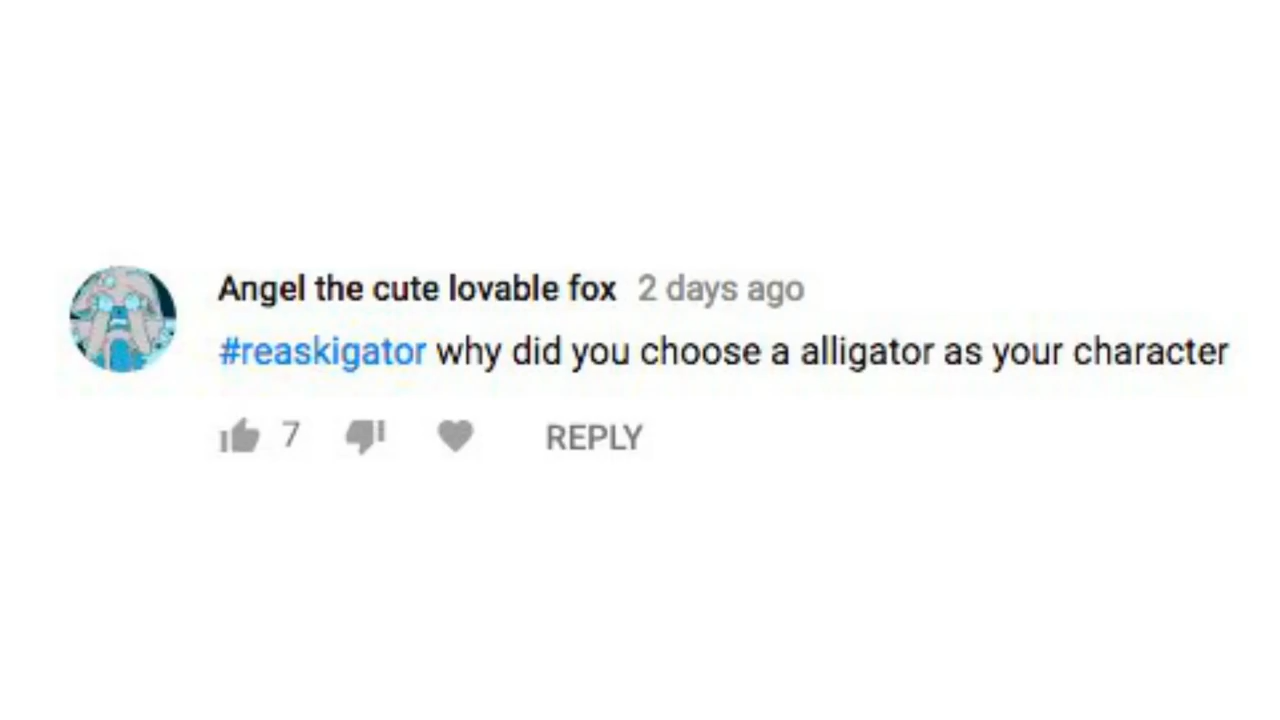 Angel the cute lovable fox 2 days ago
#reaskigator why did you choose a alligator as your character
7 REPLY